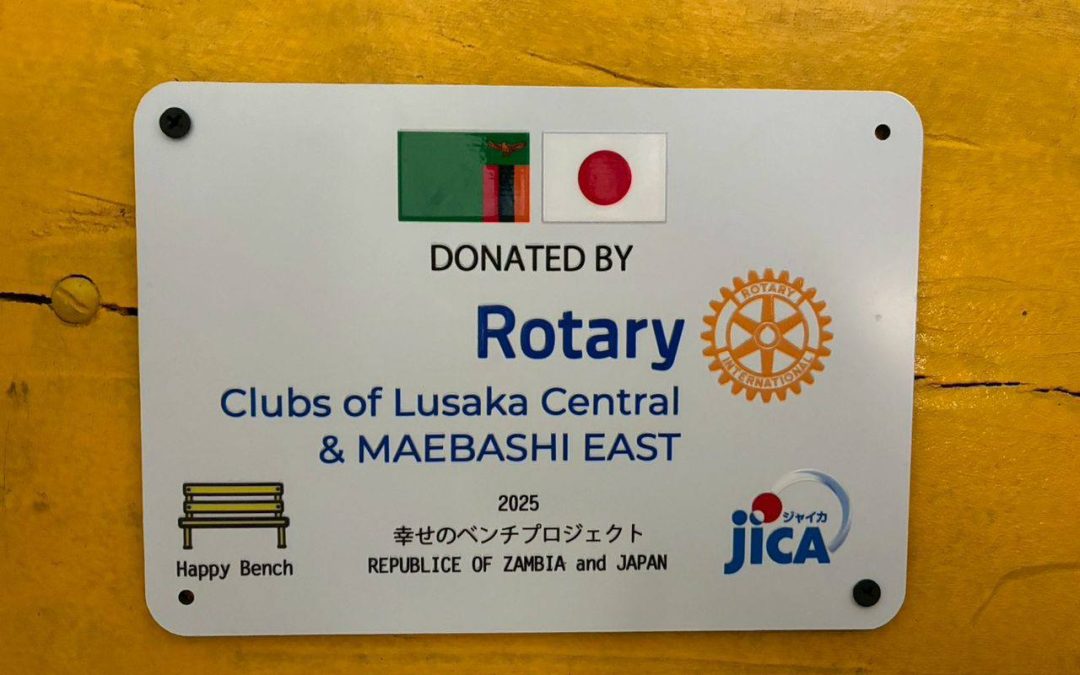 DONATED BY
Rotary
ROTARY
INTERNATIONAL
Clubs of Lusaka Central
& MAEBASHI EAST
2025
幸せのベンチプロジェクト
REPUBLICE OF ZAMBIA and JAPAN
Happy Bench
ジャイカ
JICA